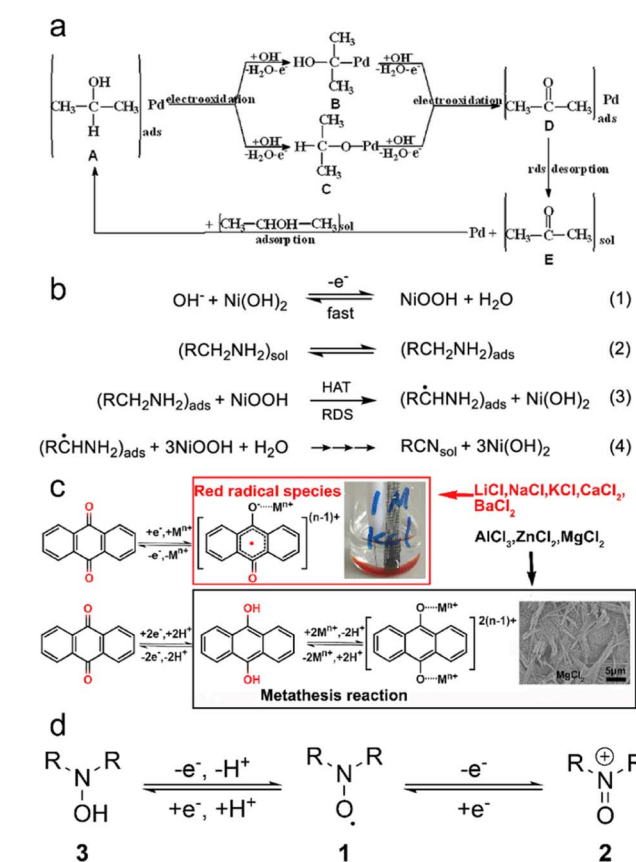 a
OH
CH₃—C—CH₃
H
ads
A
Pd
electrooxidation
+OH⁻
-H₂O-e⁻
CH₃
HO—C—Pd
CH₃
B
+OH⁻
-H₂O-e⁻
+OH⁻
-H₂O-e⁻
CH₃
H—C—O—Pd
CH₃
C
+OH⁻
-H₂O-e⁻
electrooxidation
O
CH₃—C—CH₃
Pd
ads
D
rds desorption
+ [CH₃—CHOH—CH₃]sol
adsorption
Pd +
O
CH₃—C—CH₃
sol
E
b
OH⁻ + Ni(OH)₂ -e⁻ fast NiOOH + H₂O (1)
(RCH₂NH₂)sol (RCH₂NH₂)ads (2)
(RCH₂NH₂)ads + NiOOH HAT RDS (RĊHNH₂)ads + Ni(OH)₂ (3)
(RĊHNH₂)ads + 3NiOOH + H₂O RCNsol + 3Ni(OH)₂ (4)
c
O
O
+e⁻,+Mⁿ⁺
-e⁻,-Mⁿ⁺
Red radical species
O⋯⋯Mⁿ⁺
O
(n-1)+
1 M
KCl
LiCl,NaCl,KCl,CaCl₂,
BaCl₂
AlCl₃,ZnCl₂,MgCl₂
O
O
+2e⁻,+2H⁺
-2e⁻,-2H⁺
OH
OH
+2Mⁿ⁺,-2H⁺
-2Mⁿ⁺,+2H⁺
O⋯⋯Mⁿ⁺
O⋯⋯Mⁿ⁺
2(n-1)+
MgCl₂
5μm
Metathesis reaction
d
R N R
OH
3
-e⁻, -H⁺
+e⁻, +H⁺
R N R
O·
1
-e⁻
+e⁻
R N⊕ R
O
2